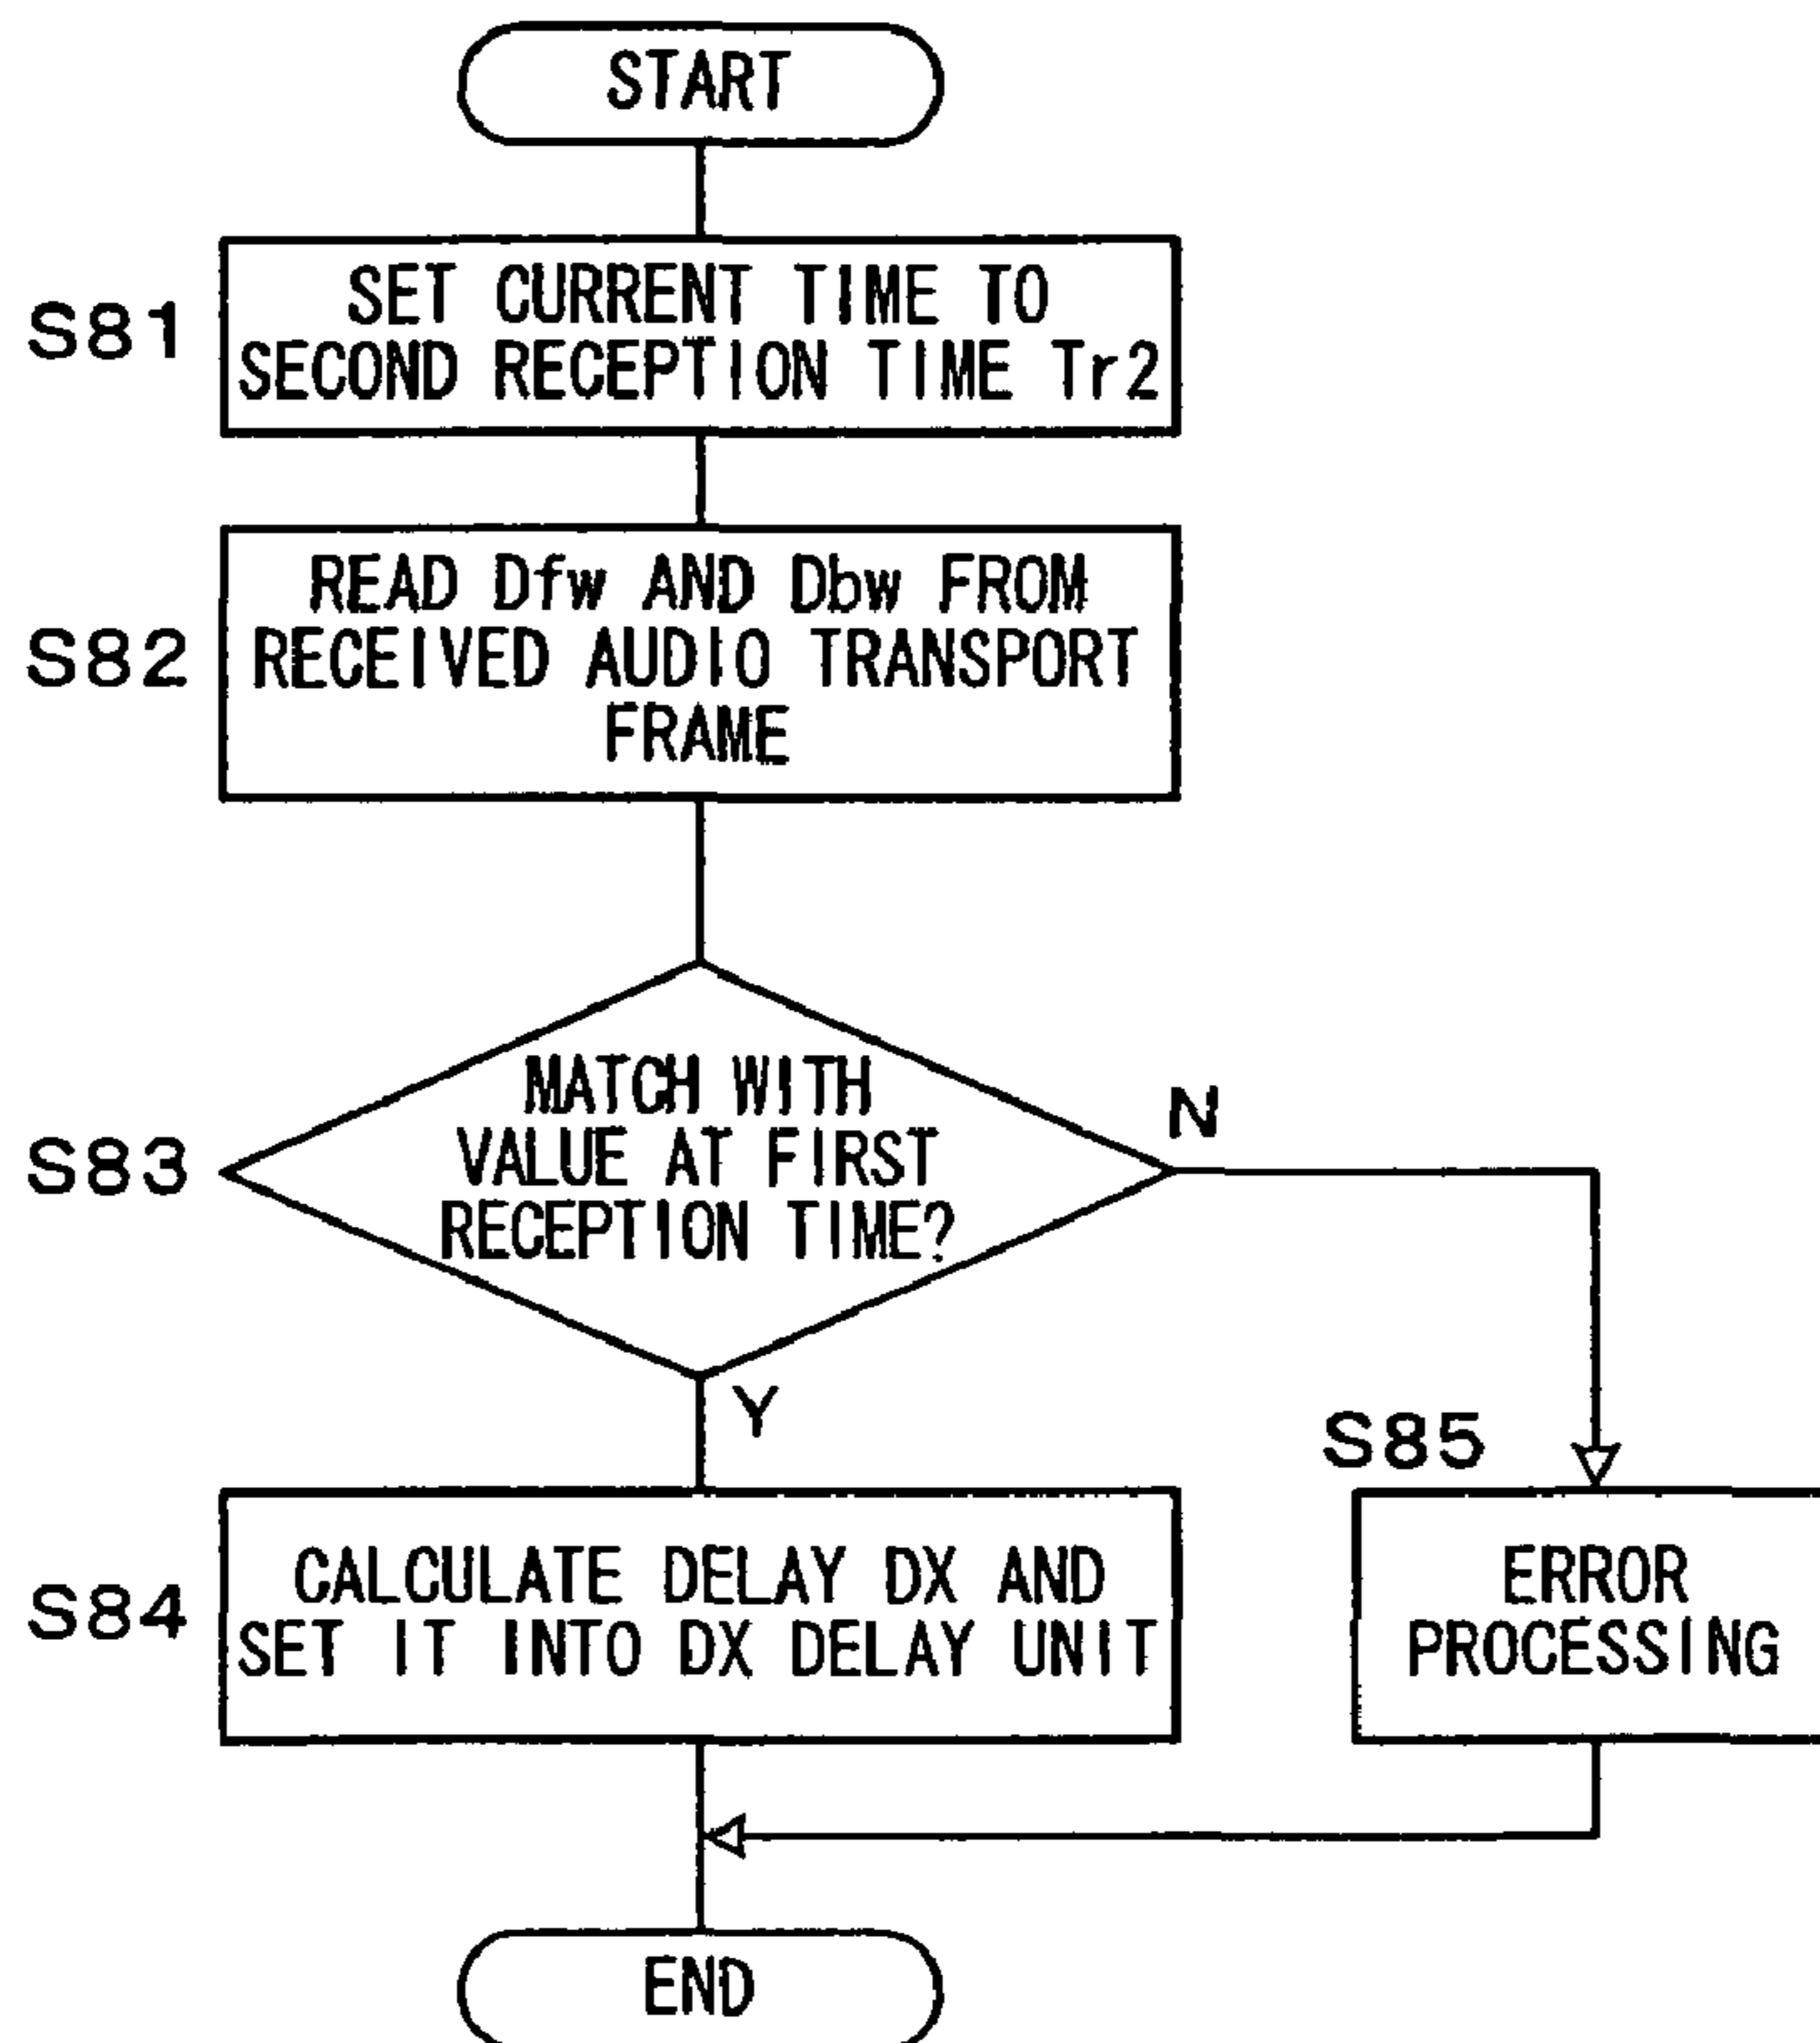 START
S81
SET CURRENT TIME TO
SECOND RECEPTION TIME Tr2
S82
READ Dfw AND Dbw FROM
RECEIVED AUDIO TRANSPORT
FRAME
S83
MATCH WITH
VALUE AT FIRST
RECEPTION TIME?
N
Y
S84
CALCULATE DELAY DX AND
SET IT INTO DX DELAY UNIT
S85
ERROR
PROCESSING
END